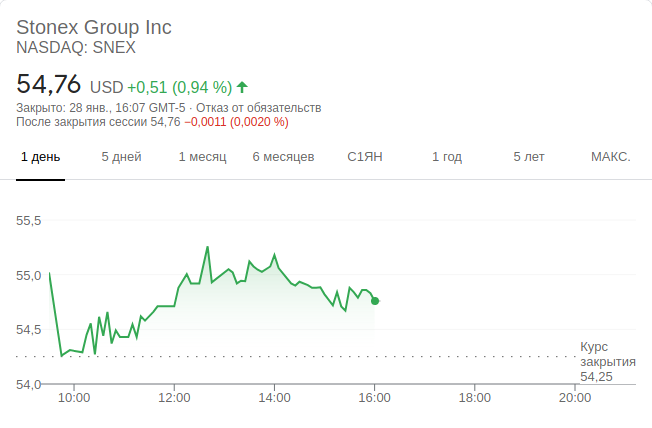 Stonex Group Inc
NASDAQ: SNEX
54,76 USD +0,51 (0,94 %)
Закрыто: 28 янв., 16:07 GMT-5 · Отказ от обязательств
После закрытия сессии 54,76 −0,0011 (0,0020 %)
1 день 5 дней 1 месяц 6 месяцев С1ЯН 1 год 5 лет МАКС.
55,5
55,0
54,5
Курс
закрытия
54,25
54,0
10:00 12:00 14:00 16:00 18:00 20:00